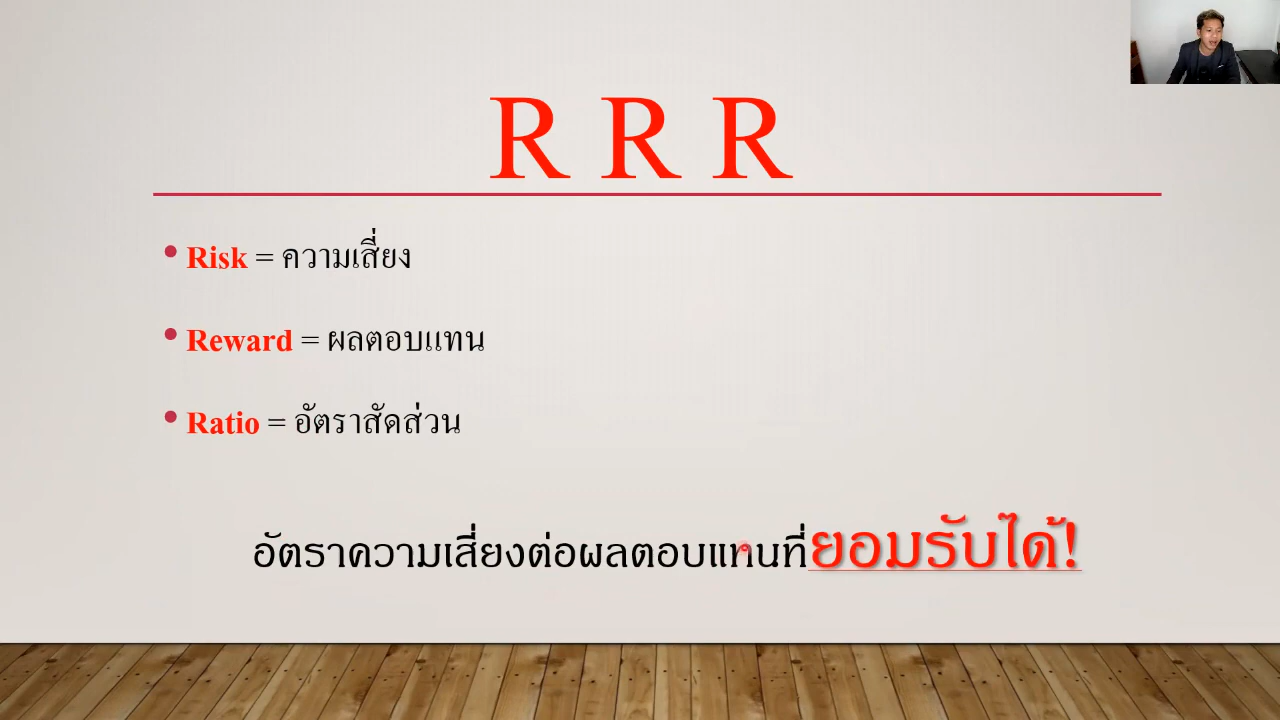 R R R
• Risk = ความเสี่ยง
• Reward = ผลตอบแทน
• Ratio = อัตราสัดส่วน
อัตราความเสี่ยงต่อผลตอบแทนที่ยอมรับได้!